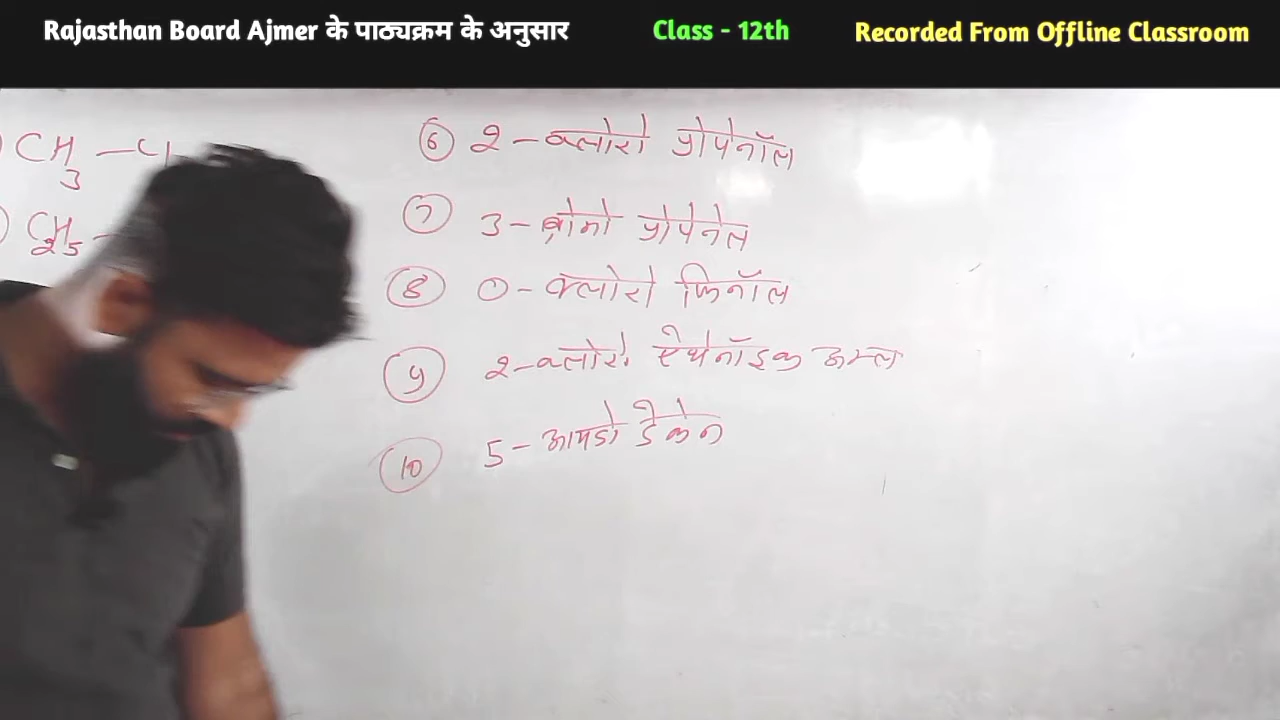 Rajasthan Board Ajmer के पाठ्यक्रम के अनुसार Class - 12th Recorded From Offline Classroom
CH3 - Cl
C2H5 -
⑥ 2-क्लोरो प्रोपेनॉल
⑦ 3-ब्रोमो प्रोपेनेल
⑧ o-क्लोरो फिनॉल
⑨ 2-क्लोरो ऐथेनॉइक अम्ल
⑩ 5-आयडो डेकेन